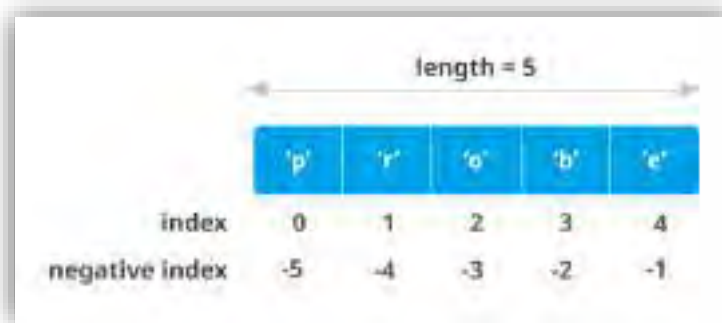 length = 5
'p' 'r' 'o' 'b' 'e'
index 0 1 2 3 4
negative index -5 -4 -3 -2 -1